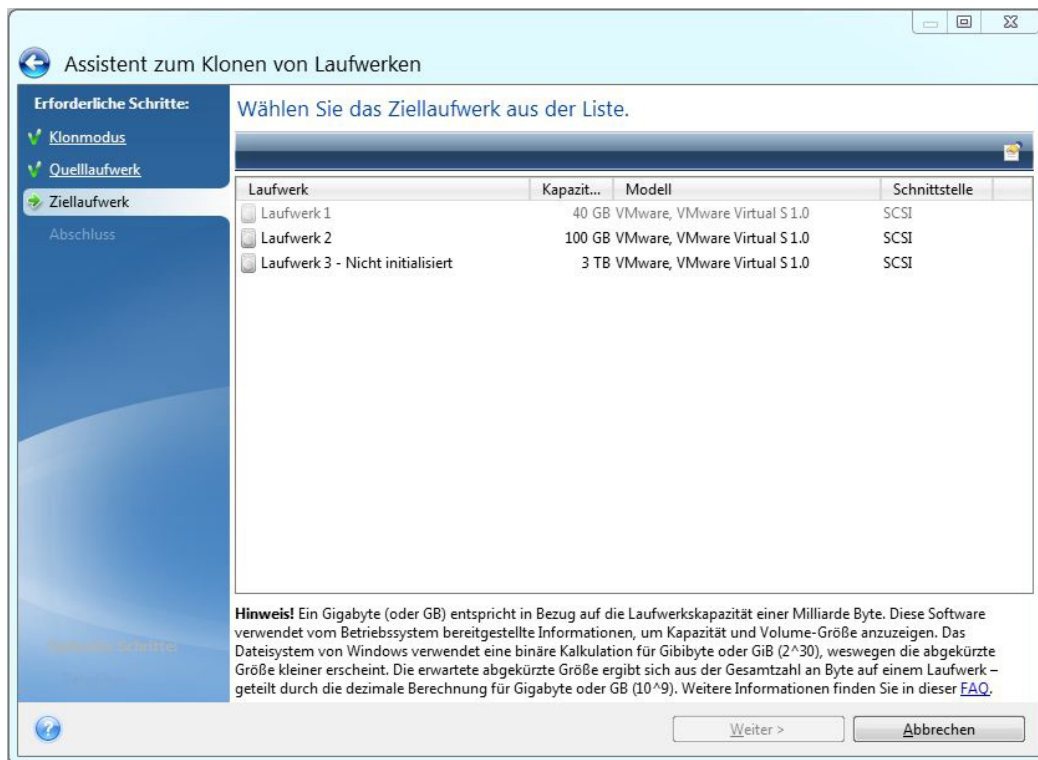 Assistent zum Klonen von Laufwerken
Erforderliche Schritte:
Klonmodus
Quelllaufwerk
Ziellaufwerk
Abschluss
Wählen Sie das Ziellaufwerk aus der Liste.
Laufwerk Kapazit... Modell Schnittstelle
Laufwerk 1 40 GB VMware, VMware Virtual S 1.0 SCSI
Laufwerk 2 100 GB VMware, VMware Virtual S 1.0 SCSI
Laufwerk 3 - Nicht initialisiert 3 TB VMware, VMware Virtual S 1.0 SCSI
Hinweis! Ein Gigabyte (oder GB) entspricht in Bezug auf die Laufwerkskapazität einer Milliarde Byte. Diese Software
verwendet vom Betriebssystem bereitgestellte Informationen, um Kapazität und Volume-Größe anzuzeigen. Das
Dateisystem von Windows verwendet eine binäre Kalkulation für Gibibyte oder GiB (2^30), weswegen die abgekürzte
Größe kleiner erscheint. Die erwartete abgekürzte Größe ergibt sich aus der Gesamtzahl an Byte auf einem Laufwerk –
geteilt durch die dezimale Berechnung für Gigabyte oder GB (10^9). Weitere Informationen finden Sie in dieser FAQ.
Weiter >
Abbrechen